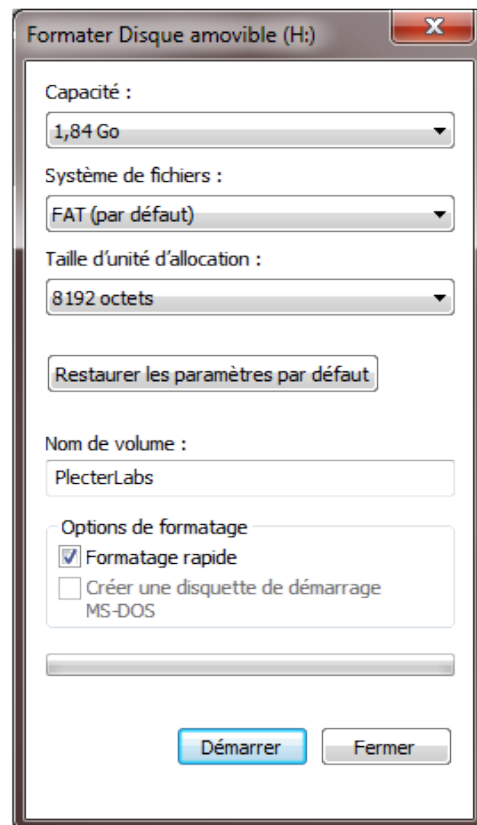 Formater Disque amovible (H:)
Capacité :
1,84 Go
Système de fichiers :
FAT (par défaut)
Taille d'unité d'allocation :
8192 octets
Restaurer les paramètres par défaut
Nom de volume :
PlecterLabs
Options de formatage
Formatage rapide
Créer une disquette de démarrage
MS-DOS
Démarrer
Fermer